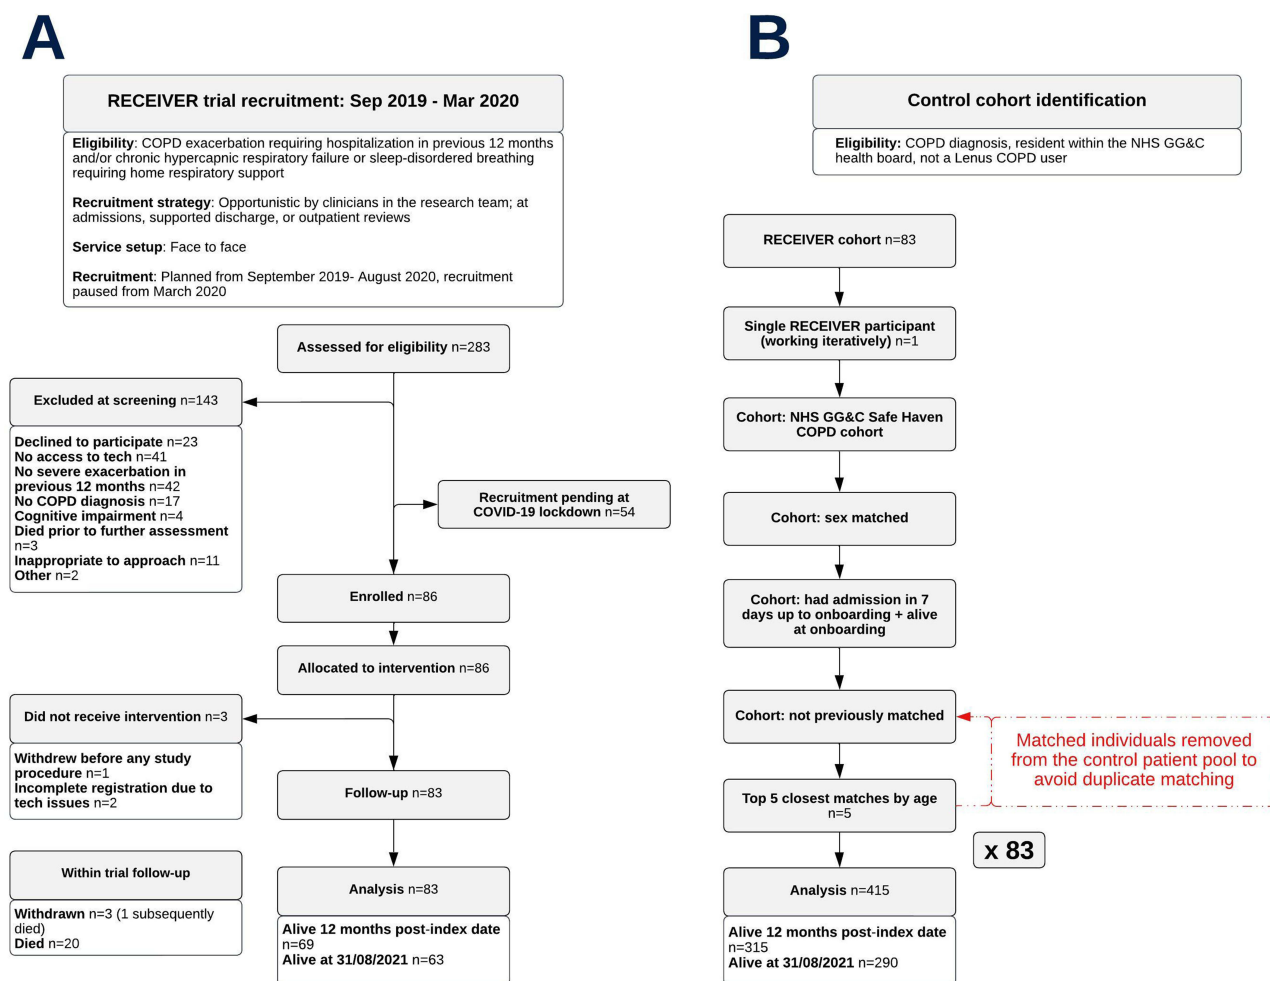 A
RECEIVER trial recruitment: Sep 2019 - Mar 2020
Eligibility: COPD exacerbation requiring hospitalization in previous 12 months
and/or chronic hypercapnic respiratory failure or sleep-disordered breathing
requiring home respiratory support
Recruitment strategy: Opportunistic by clinicians in the research team; at
admissions, supported discharge, or outpatient reviews
Service setup: Face to face
Recruitment: Planned from September 2019- August 2020, recruitment
paused from March 2020
Assessed for eligibility n=283
Excluded at screening n=143
Declined to participate n=23
No access to tech n=41
No severe exacerbation in
previous 12 months n=42
No COPD diagnosis n=17
Cognitive impairment n=4
Died prior to further assessment
n=3
Inappropriate to approach n=11
Other n=2
Recruitment pending at
COVID-19 lockdown n=54
Enrolled n=86
Allocated to intervention n=86
Did not receive intervention n=3
Withdrew before any study
procedure n=1
Incomplete registration due to
tech issues n=2
Follow-up n=83
Within trial follow-up
Withdrawn n=3 (1 subsequently
died)
Died n=20
Analysis n=83
Alive 12 months post-index date
n=69
Alive at 31/08/2021 n=63
B
Control cohort identification
Eligibility: COPD diagnosis, resident within the NHS GG&C
health board, not a Lenus COPD user
RECEIVER cohort n=83
Single RECEIVER participant
(working iteratively) n=1
Cohort: NHS GG&C Safe Haven
COPD cohort
Cohort: sex matched
Cohort: had admission in 7
days up to onboarding + alive
at onboarding
Cohort: not previously matched
Matched individuals removed
from the control patient pool to
avoid duplicate matching
Top 5 closest matches by age
n=5
x 83
Analysis n=415
Alive 12 months post-index date
n=315
Alive at 31/08/2021 n=290